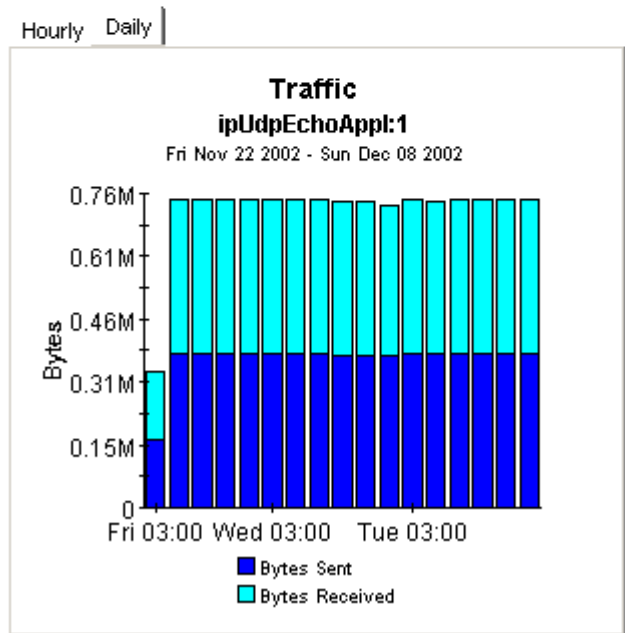 Hourly Daily
Traffic
ipUdpEchoAppl:1
Fri Nov 22 2002 - Sun Dec 08 2002
0.76M
0.61M
0.46M
0.31M
0.15M
0
Bytes
Fri 03:00 Wed 03:00 Tue 03:00
Bytes Sent
Bytes Received